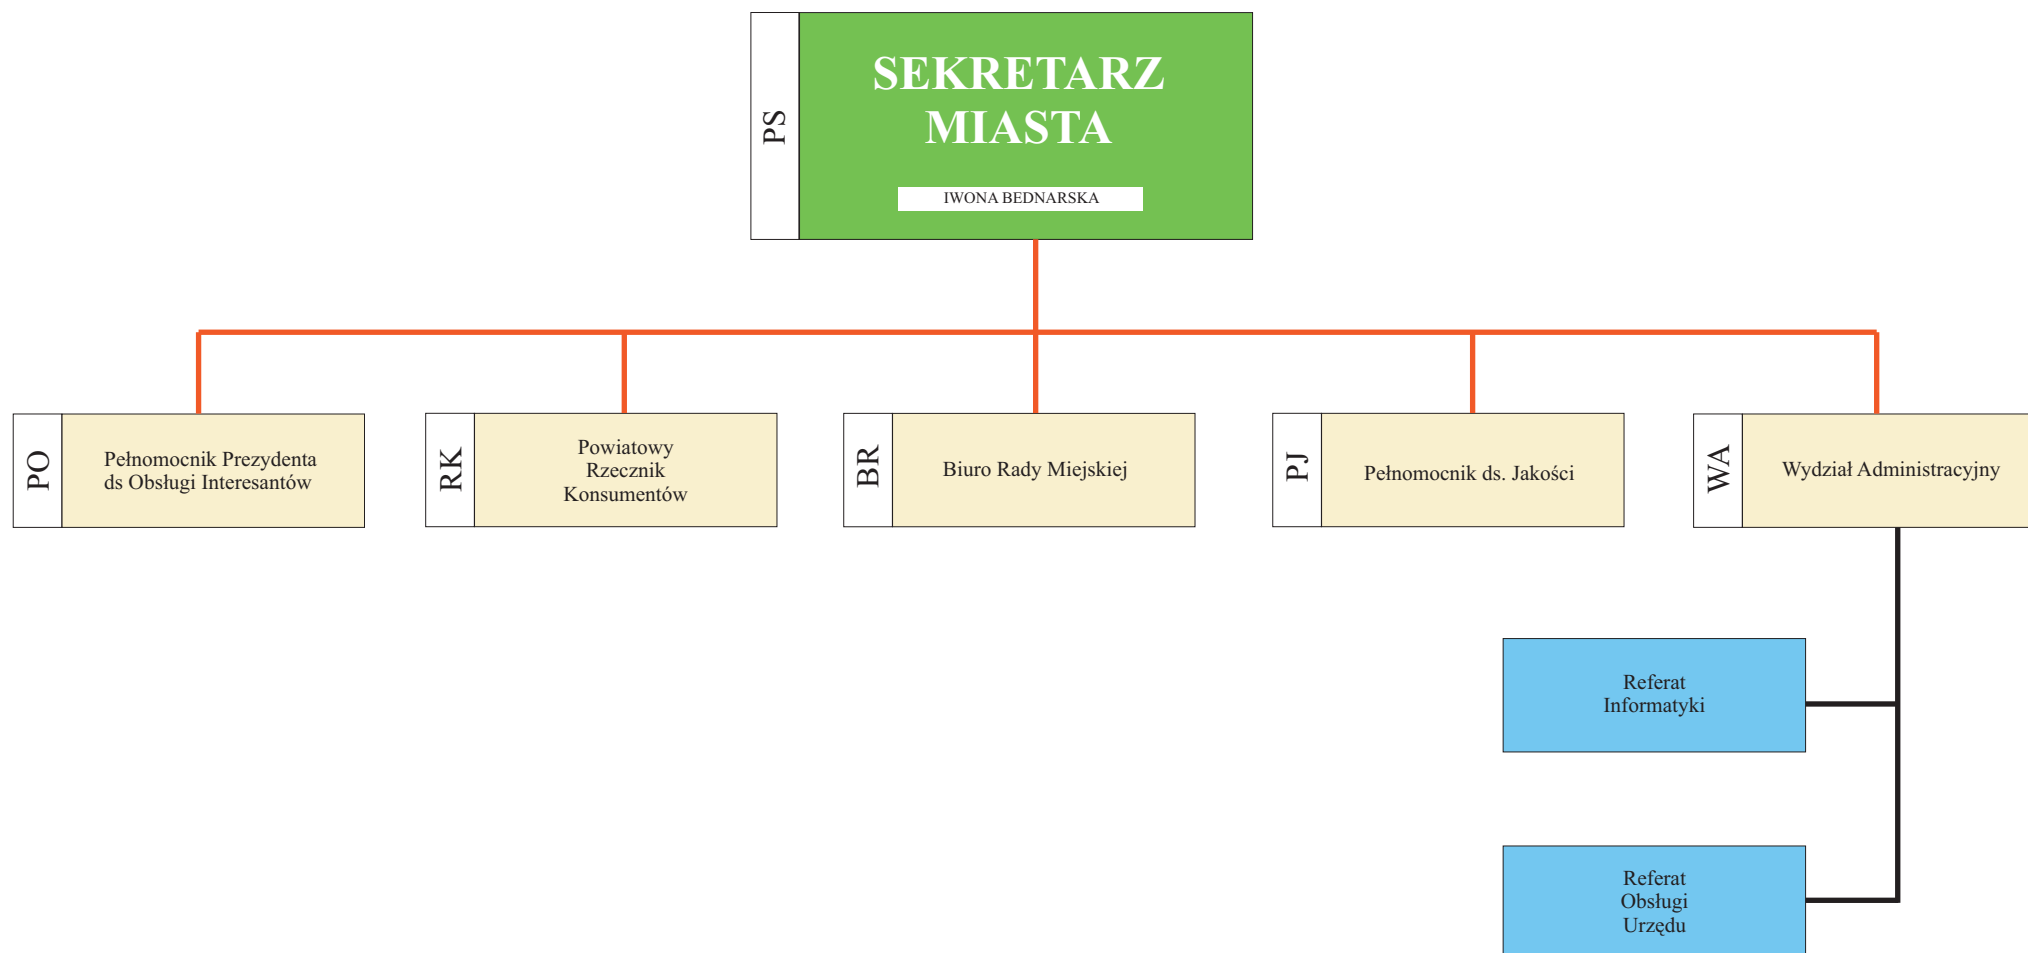 PS
SEKRETARZ
MIASTA
IWONA BEDNARSKA
PO
Pełnomocnik Prezydenta
ds Obsługi Interesantów
RK
Powiatowy
Rzecznik
Konsumentów
BR
Biuro Rady Miejskiej
PJ
Pełnomocnik ds. Jakości
WA
Wydział Administracyjny
Referat
Informatyki
Referat
Obsługi
Urzędu